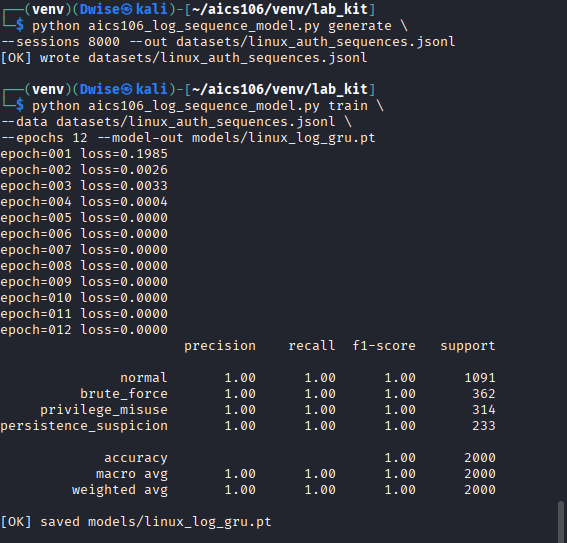 ┌──(venv)(Dwise㉿kali)-[~/aics106/venv/lab_kit]
└─$ python aics106_log_sequence_model.py generate \
--sessions 8000 --out datasets/linux_auth_sequences.jsonl
[OK] wrote datasets/linux_auth_sequences.jsonl
┌──(venv)(Dwise㉿kali)-[~/aics106/venv/lab_kit]
└─$ python aics106_log_sequence_model.py train \
--data datasets/linux_auth_sequences.jsonl \
--epochs 12 --model-out models/linux_log_gru.pt
epoch=001 loss=0.1985
epoch=002 loss=0.0026
epoch=003 loss=0.0033
epoch=004 loss=0.0004
epoch=005 loss=0.0000
epoch=006 loss=0.0000
epoch=007 loss=0.0000
epoch=008 loss=0.0000
epoch=009 loss=0.0000
epoch=010 loss=0.0000
epoch=011 loss=0.0000
epoch=012 loss=0.0000
precision recall f1-score support
normal 1.00 1.00 1.00 1091
brute_force 1.00 1.00 1.00 362
privilege_misuse 1.00 1.00 1.00 314
persistence_suspicion 1.00 1.00 1.00 233
accuracy 1.00 2000
macro avg 1.00 1.00 1.00 2000
weighted avg 1.00 1.00 1.00 2000
[OK] saved models/linux_log_gru.pt